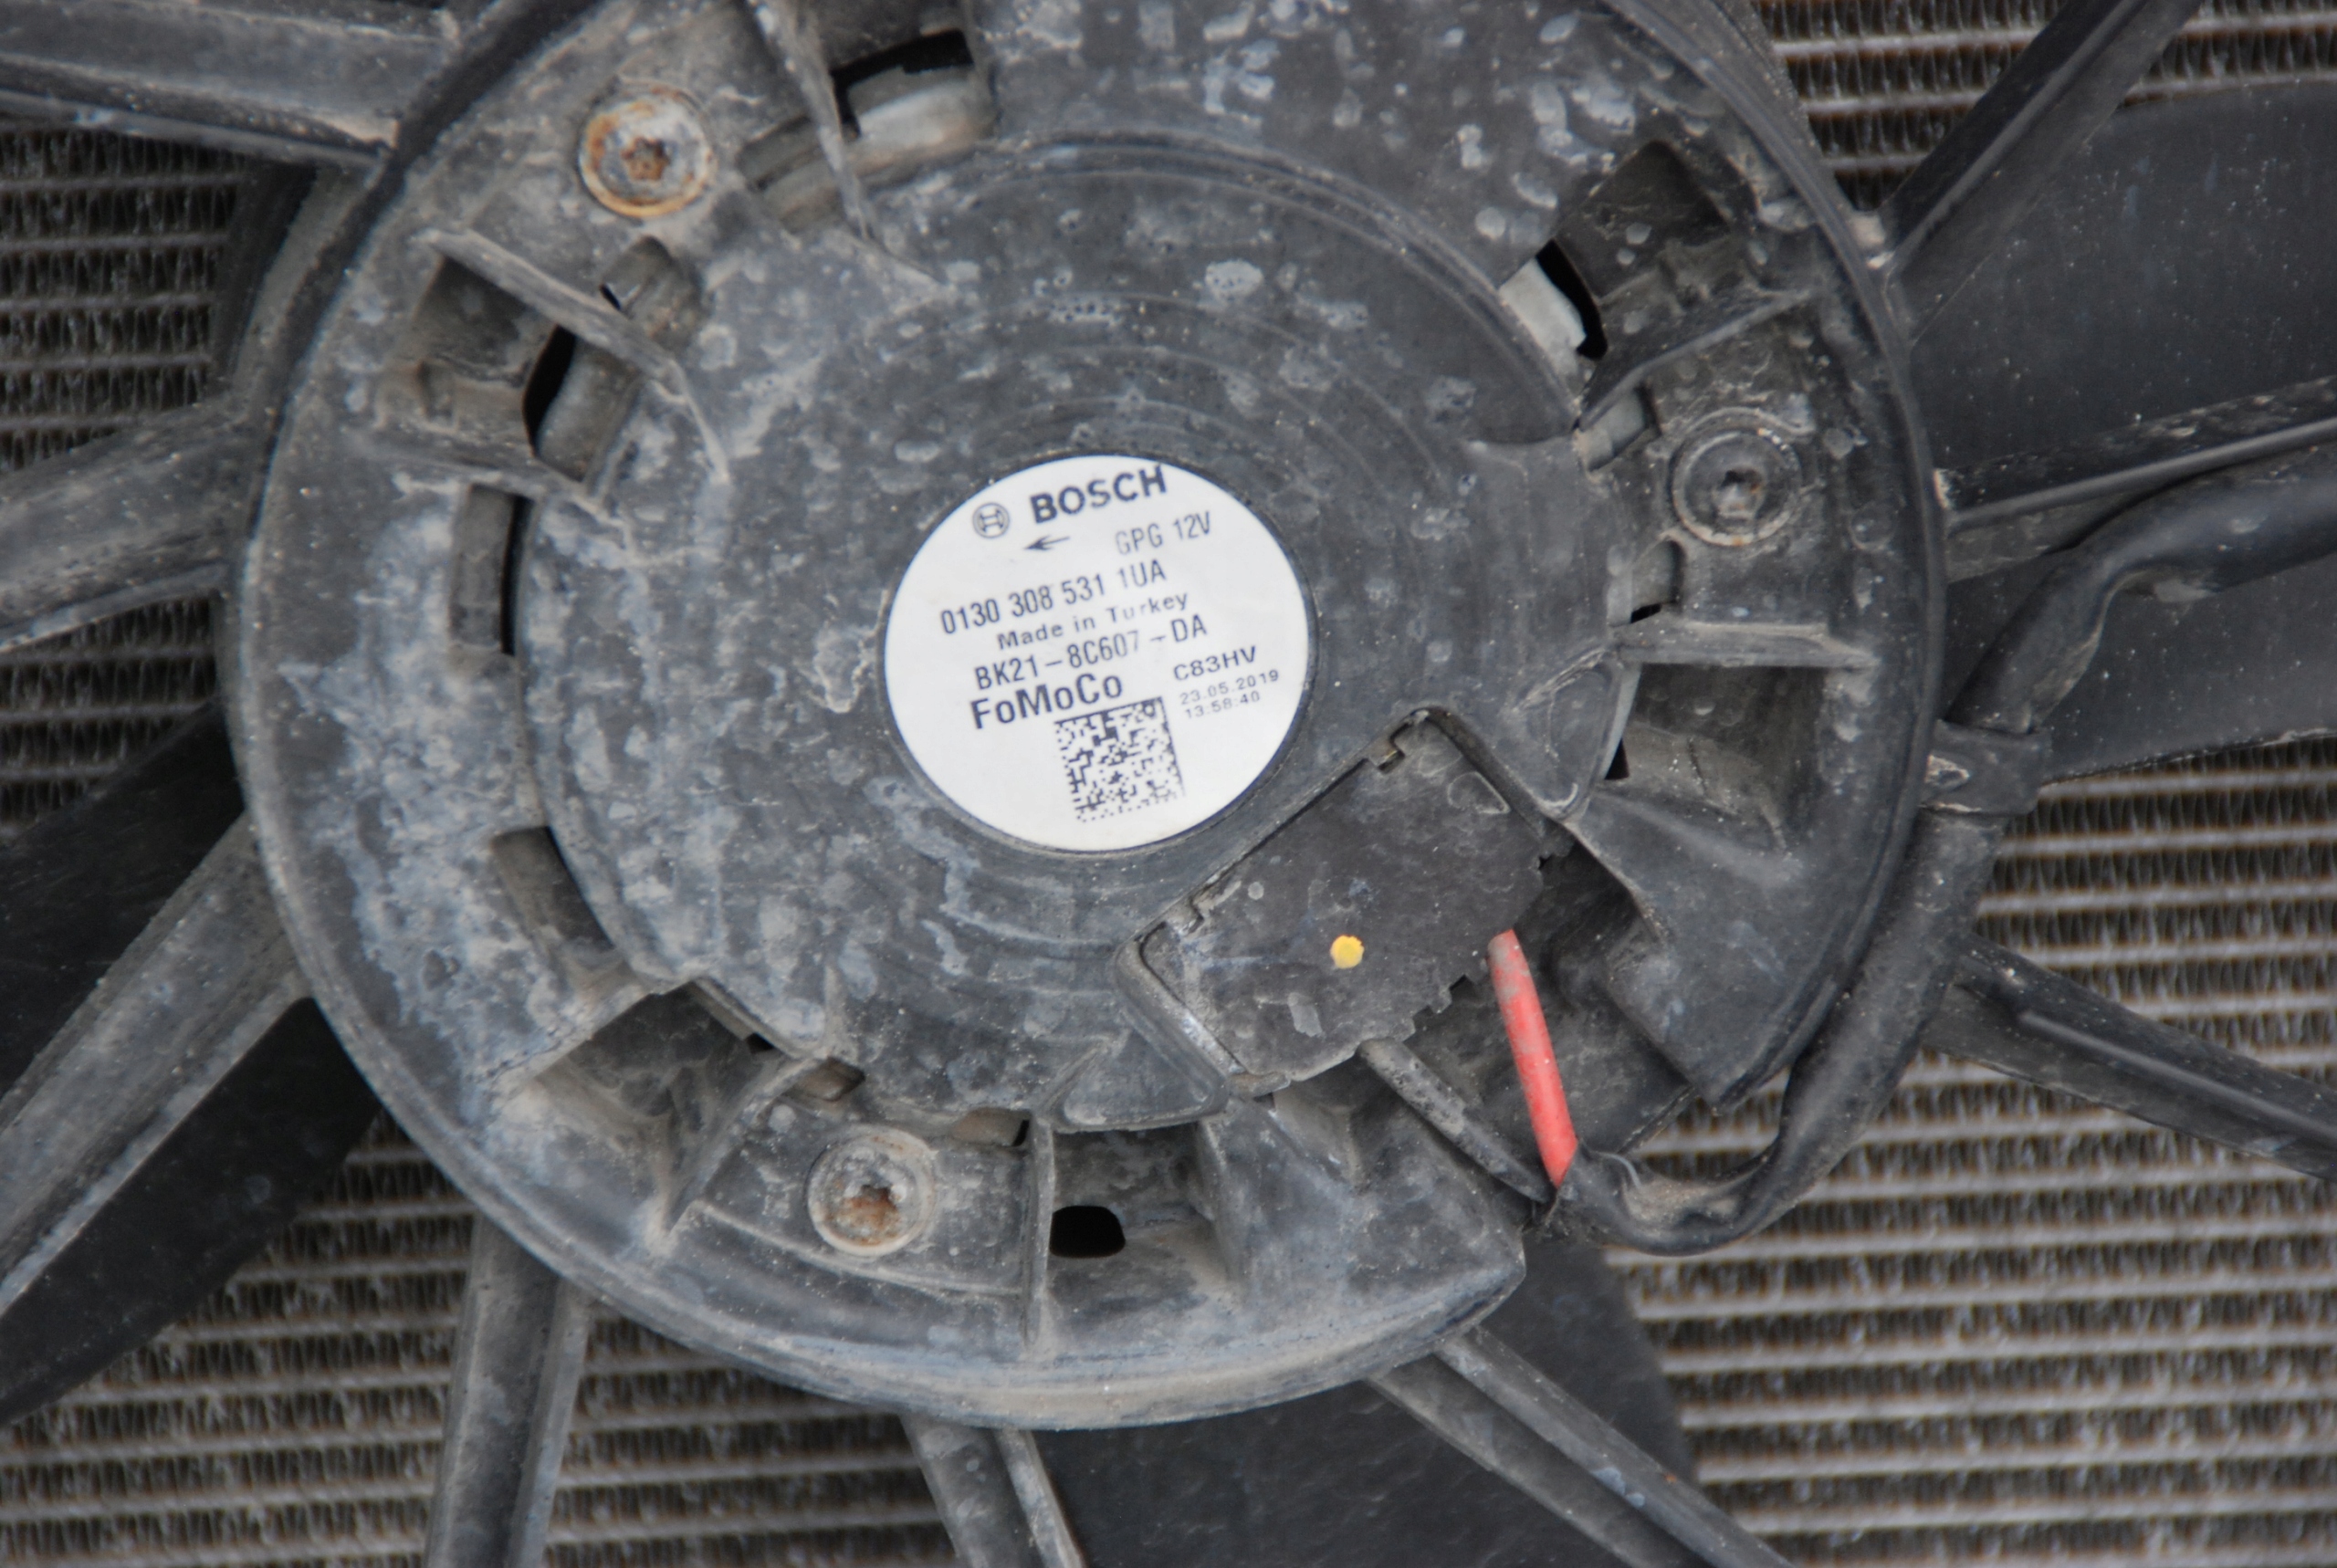 BOSCH
GPG 12V
0130 308 531 1UA
Made in Turkey
BK21-8C607-DA
FoMoCo C83HV
23.05.2019
13:58:40